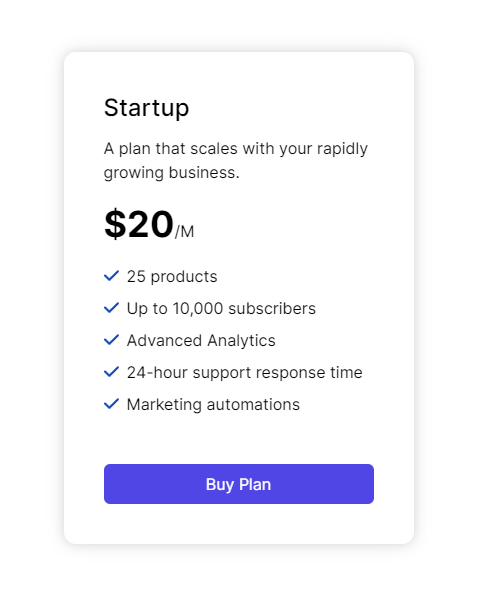 Startup
A plan that scales with your rapidly
growing business.
$20/M
25 products
Up to 10,000 subscribers
Advanced Analytics
24-hour support response time
Marketing automations
Buy Plan